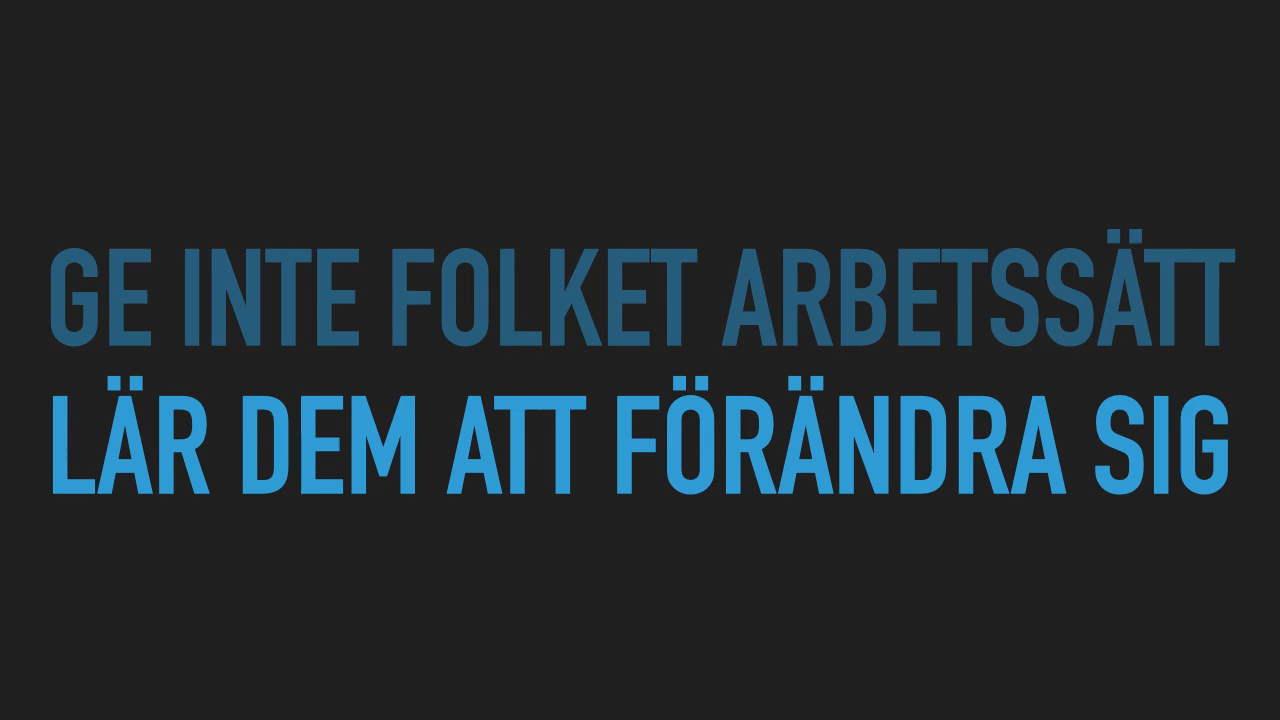 GE INTE FOLKET ARBETSSÄTT
LÄR DEM ATT FÖRÄNDRA SIG